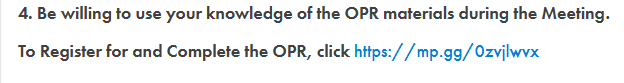 4. Be willing to use your knowledge of the OPR materials during the Meeting.
To Register for and Complete the OPR, click https://mp.gg/0zvjlwvx